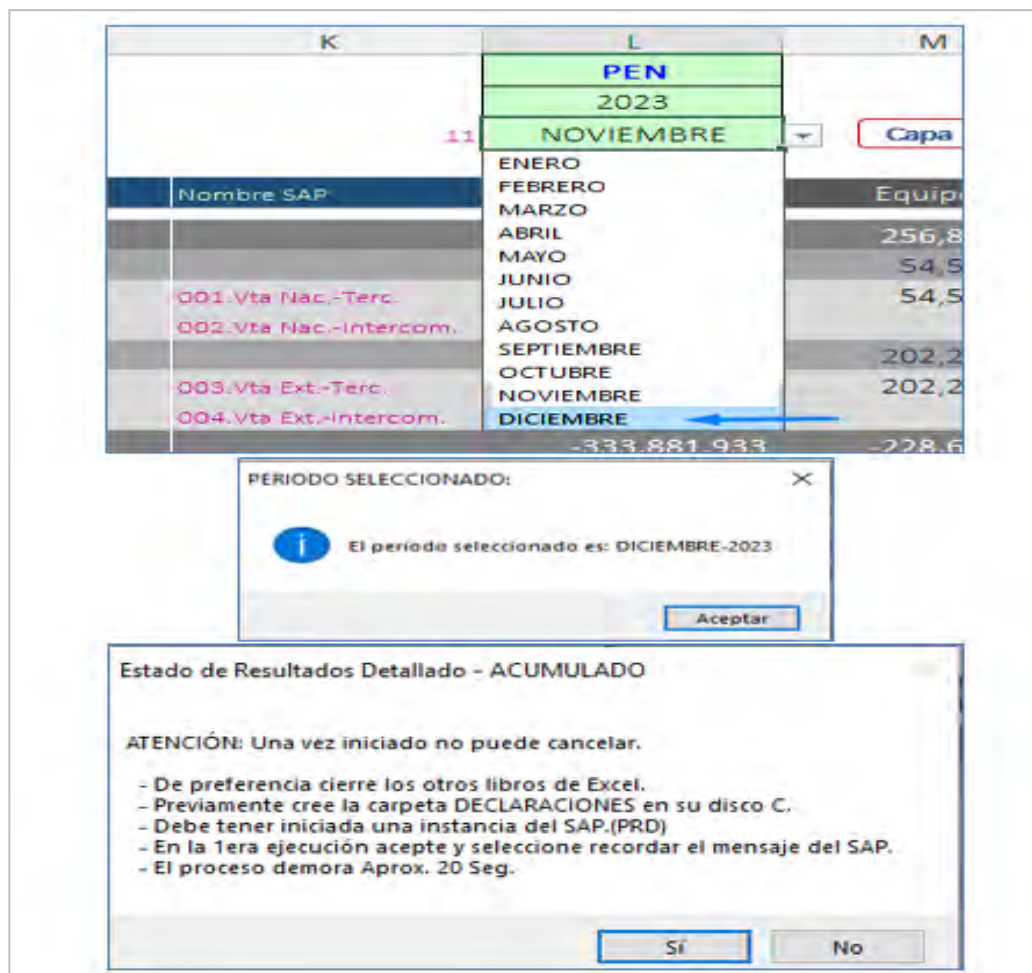 K L M
PEN
2023
11 NOVIEMBRE Capa
ENERO
Nombre SAP FEBRERO Equip
MARZO
ABRIL 256,8
MAYO 54,5
JUNIO
001.Vta Nac.-Terc. JULIO 54,5
002.Vta Nac.-Intercom. AGOSTO
SEPTIEMBRE 202,2
OCTUBRE
003.Vta Ext.-Terc. NOVIEMBRE 202,2
004.Vta Ext.-Intercom. DICIEMBRE
-333.881.933 -228.6
PERIODO SELECCIONADO:
El período seleccionado es: DICIEMBRE-2023
Aceptar
Estado de Resultados Detallado - ACUMULADO
ATENCIÓN: Una vez iniciado no puede cancelar.
- De preferencia cierre los otros libros de Excel.
- Previamente cree la carpeta DECLARACIONES en su disco C.
- Debe tener iniciada una instancia del SAP.(PRD)
- En la 1era ejecución acepte y seleccione recordar el mensaje del SAP.
- El proceso demora Aprox. 20 Seg.
Sí No